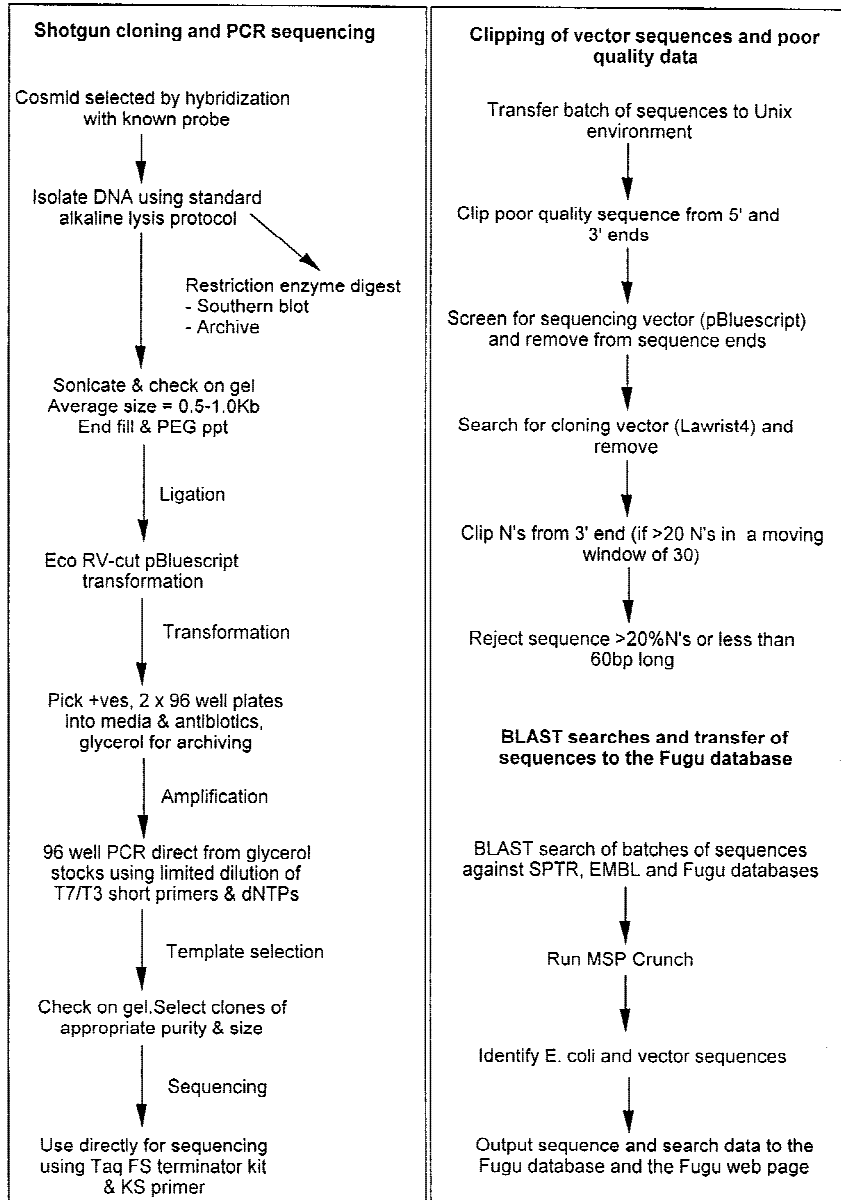 Shotgun cloning and PCR sequencing
Cosmid selected by hybridization
with known probe
Isolate DNA using standard
alkaline lysis protocol
Restriction enzyme digest
- Southern blot
- Archive
Sonicate & check on gel
Average size = 0.5-1.0Kb
End fill & PEG ppt
Ligation
Eco RV-cut pBluescript
transformation
Transformation
Pick +ves, 2 x 96 well plates
into media & antibiotics,
glycerol for archiving
Amplification
96 well PCR direct from glycerol
stocks using limited dilution of
T7/T3 short primers & dNTPs
Template selection
Check on gel.Select clones of
appropriate purity & size
Sequencing
Use directly for sequencing
using Taq FS terminator kit
& KS primer
Clipping of vector sequences and poor
quality data
Transfer batch of sequences to Unix
environment
Clip poor quality sequence from 5' and
3' ends
Screen for sequencing vector (pBluescript)
and remove from sequence ends
Search for cloning vector (Lawrist4) and
remove
Clip N's from 3' end (if >20 N's in a moving
window of 30)
Reject sequence >20%N's or less than
60bp long
BLAST searches and transfer of
sequences to the Fugu database
BLAST search of batches of sequences
against SPTR, EMBL and Fugu databases
Run MSP Crunch
Identify E. coli and vector sequences
Output sequence and search data to the
Fugu database and the Fugu web page